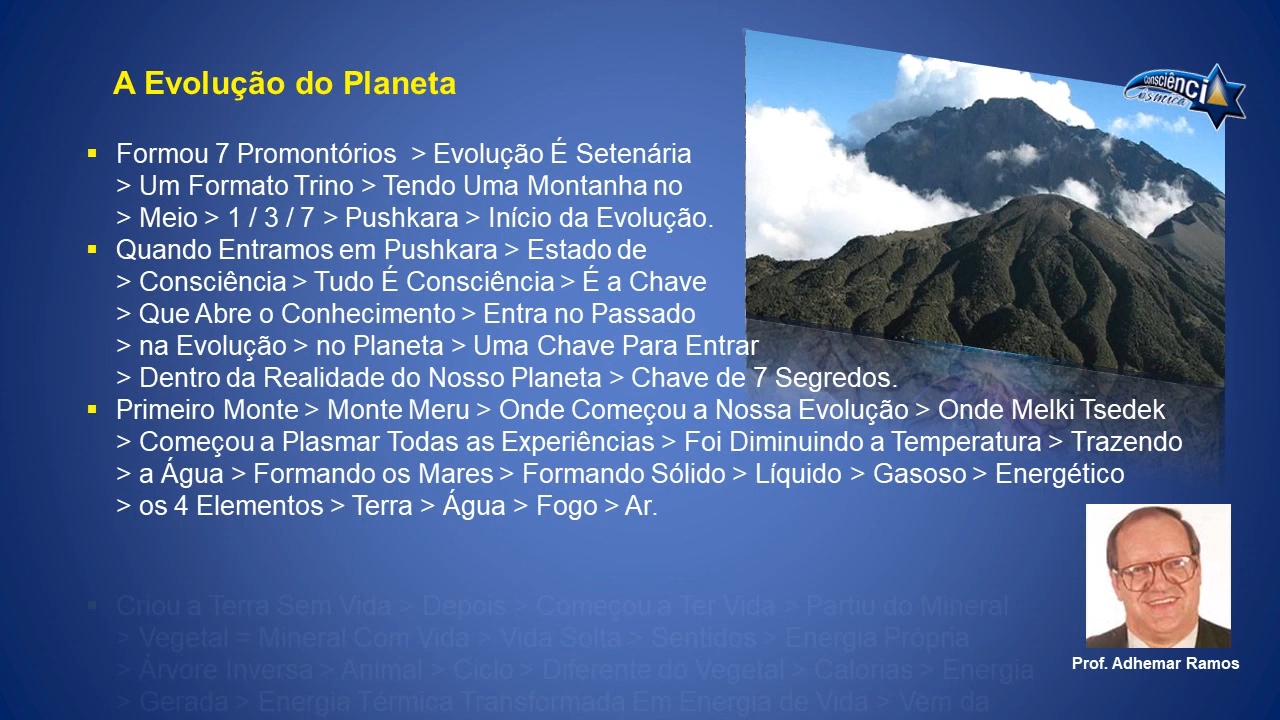 A Evolução do Planeta
consciência
Cósmica
▪ Formou 7 Promontórios > Evolução É Setenária
> Um Formato Trino > Tendo Uma Montanha no
> Meio > 1 / 3 / 7 > Pushkara > Início da Evolução.
▪ Quando Entramos em Pushkara > Estado de
> Consciência > Tudo É Consciência > É a Chave
> Que Abre o Conhecimento > Entra no Passado
> na Evolução > no Planeta > Uma Chave Para Entrar
> Dentro da Realidade do Nosso Planeta > Chave de 7 Segredos.
▪ Primeiro Monte > Monte Meru > Onde Começou a Nossa Evolução > Onde Melki Tsedek
> Começou a Plasmar Todas as Experiências > Foi Diminuindo a Temperatura > Trazendo
> a Água > Formando os Mares > Formando Sólido > Líquido > Gasoso > Energético
> os 4 Elementos > Terra > Água > Fogo > Ar.
▪ Criou a Terra Sem Vida > Depois > Começou a Ter Vida > Partiu do Mineral
> Vegetal = Mineral Com Vida > Vida Solta > Sentidos > Energia Própria
> Árvore Inversa > Animal > Ciclo > Diferente do Vegetal > Calorias > Energia
> Gerada > Energia Térmica Transformada Em Energia de Vida > Vem da
Prof. Adhemar Ramos